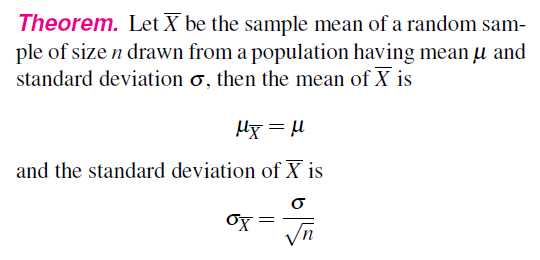 Theorem. Let X̅ be the sample mean of a random sam-
ple of size n drawn from a population having mean μ and
standard deviation σ, then the mean of X̅ is
μ_X̅ = μ
and the standard deviation of X̅ is
σ_X̅ = σ/√n